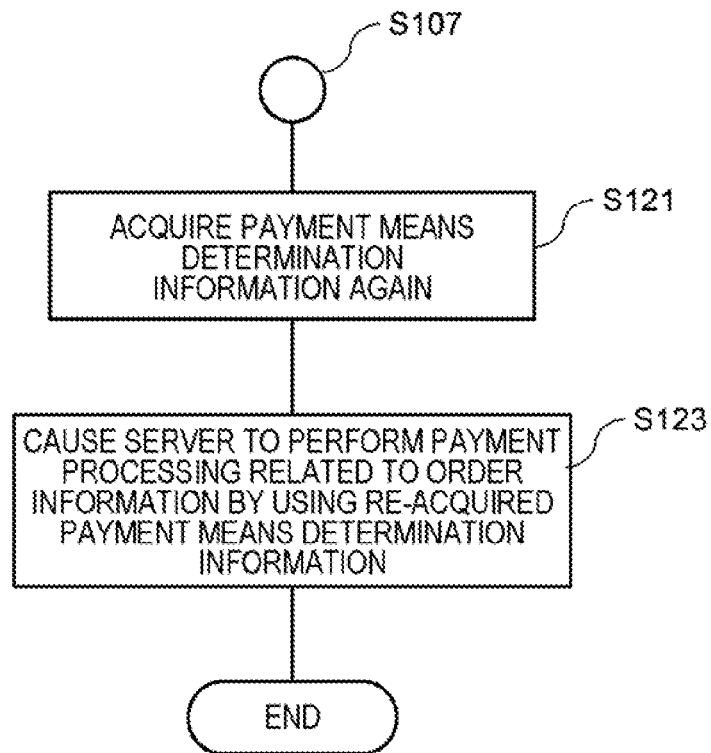 S107
S121
ACQUIRE PAYMENT MEANS
DETERMINATION
INFORMATION AGAIN
S123
CAUSE SERVER TO PERFORM PAYMENT
PROCESSING RELATED TO ORDER
INFORMATION BY USING RE-ACQUIRED
PAYMENT MEANS DETERMINATION
INFORMATION
END